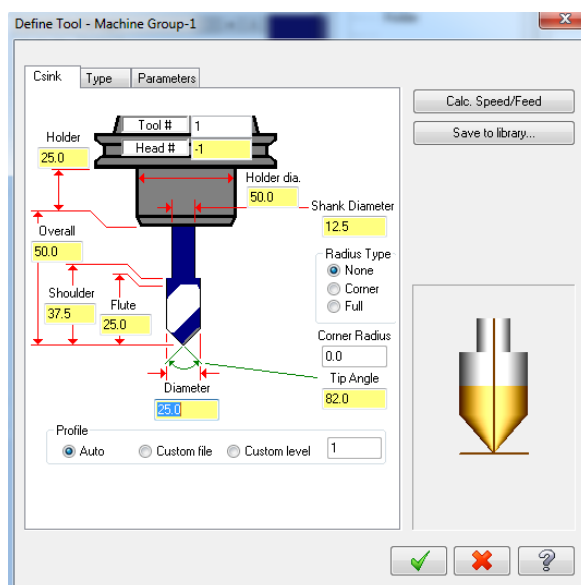 Define Tool - Machine Group-1
x
Csink Type Parameters
Calc. Speed/Feed
Save to library...
Tool # 1
Head # -1
Holder
25.0
Holder dia.
50.0
Shank Diameter
12.5
Overall
50.0
Radius Type
None
Corner
Full
Shoulder
37.5
Flute
25.0
Corner Radius
0.0
Tip Angle
82.0
Diameter
25.0
Profile
Auto Custom file Custom level 1
?